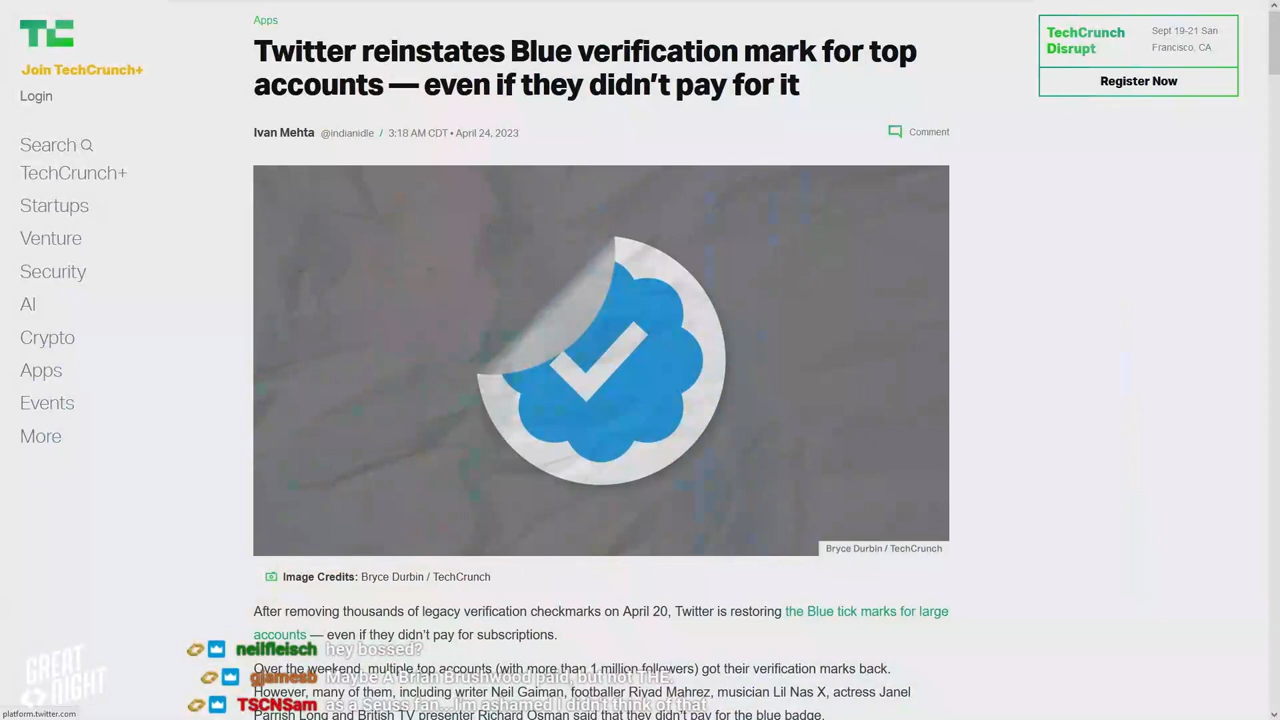 TC
Join TechCrunch+
Login
Search
TechCrunch+
Startups
Venture
Security
AI
Crypto
Apps
Events
More
Apps
Twitter reinstates Blue verification mark for top
accounts — even if they didn't pay for it
Ivan Mehta @indianidle / 3:18 AM CDT • April 24, 2023
Comment
Bryce Durbin / TechCrunch
Image Credits: Bryce Durbin / TechCrunch
After removing thousands of legacy verification checkmarks on April 20, Twitter is restoring the Blue tick marks for large
accounts — even if they didn't pay for subscriptions.
Over the weekend, multiple top accounts (with more than 1 million followers) got their verification marks back.
However, many of them, including writer Neil Gaiman, footballer Riyad Mahrez, musician Lil Nas X, actress Janel
Parrish Long and British TV presenter Richard Osman said that they didn't pay for the blue badge.
neilfleisch hey bossed?
gjamesb Maybe A Brian Brushwood paid, but not THE.
TSCNSam as a Seuss fan...I'm ashamed I didn't think of that
TechCrunch
Disrupt
Sept 19-21 San
Francisco, CA
Register Now
GREAT
NIGHT
platform.twitter.com